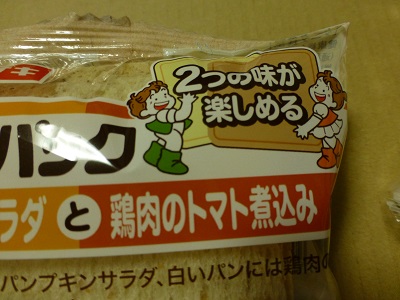 2つの味が
楽しめる
パック
ラダと鶏肉のトマト煮込み
パンプキンサラダ、白いパンには鶏肉の